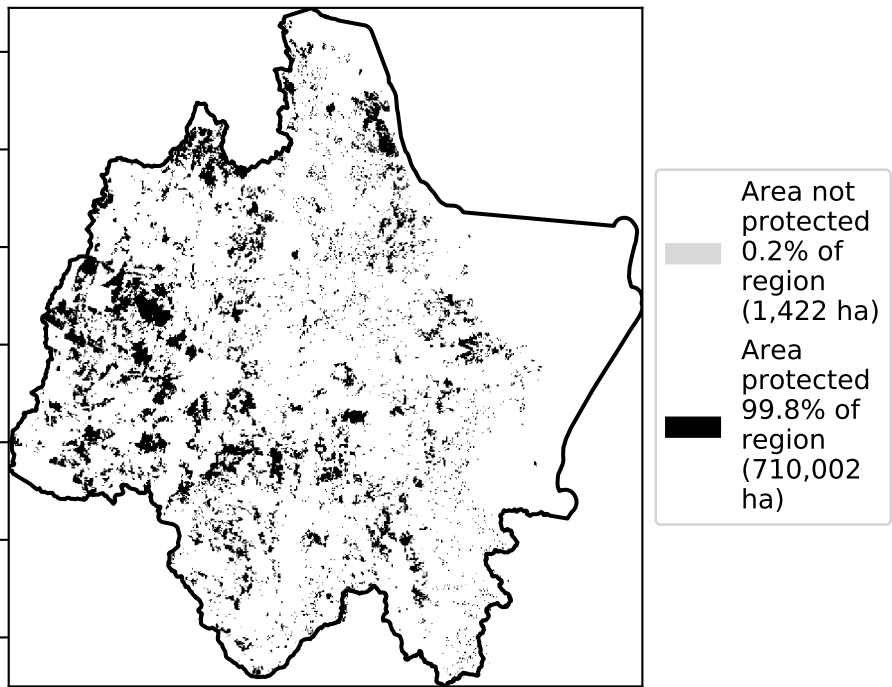 Area not
protected
0.2% of
region
(1,422 ha)
Area
protected
99.8% of
region
(710,002
ha)